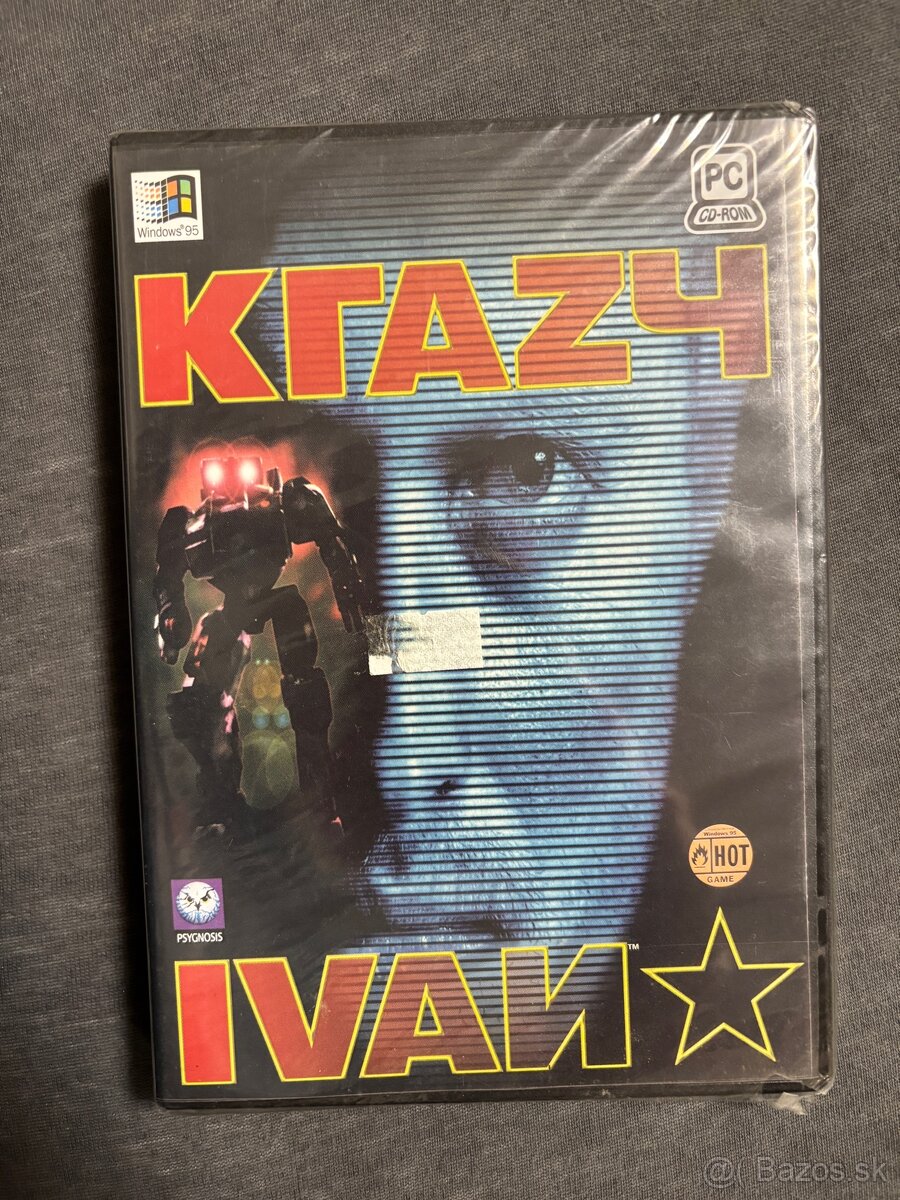 Windows®95
PC
CD-ROM
KГAZЧ
Windows 95
HOT
GAME
PSYGNOSIS
IVAИ™
@( Bazos.sk